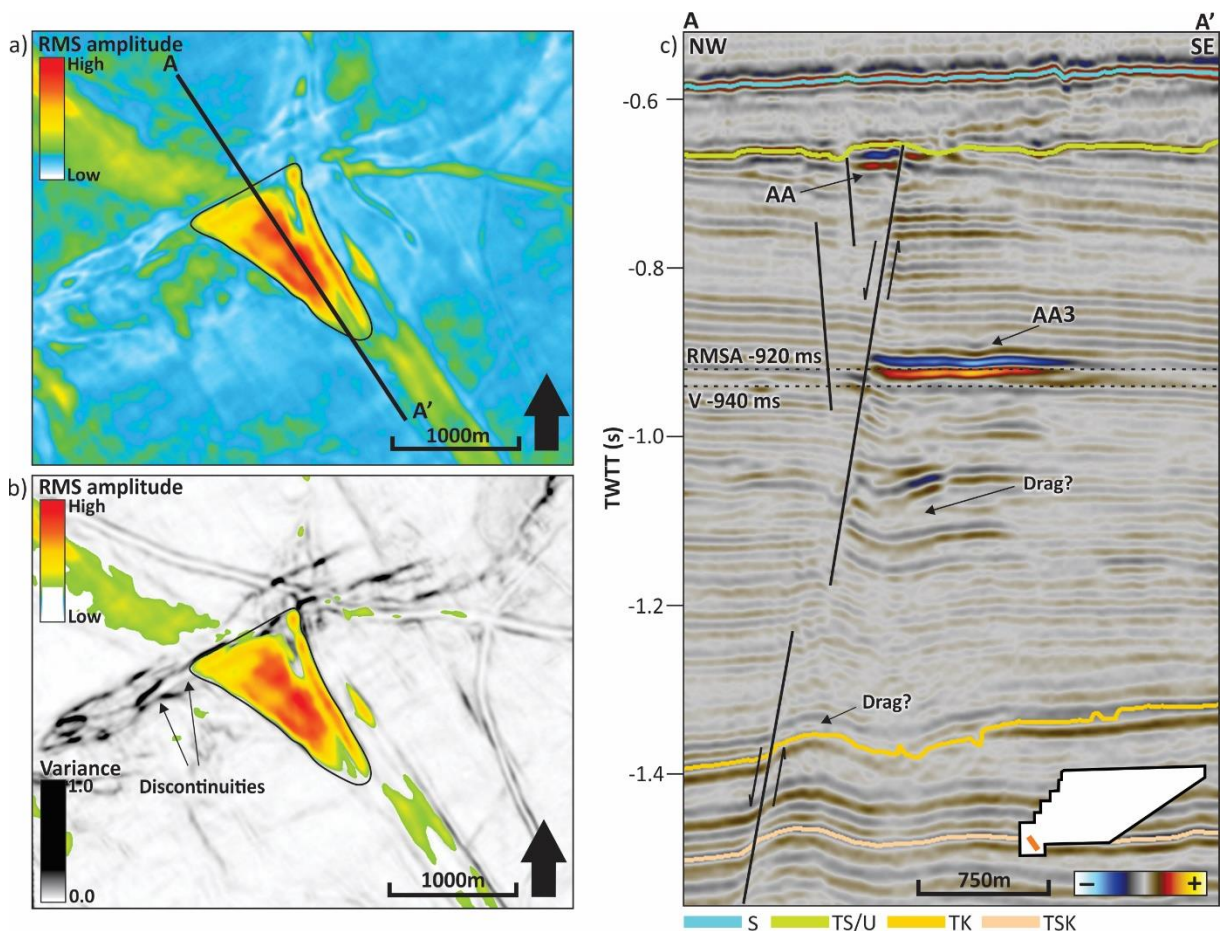 a)
RMS amplitude
High
Low
A
A'
1000m
b)
RMS amplitude
High
Low
Variance
1.0
0.0
Discontinuities
1000m
A
A'
c)
NW
SE
-0.6
-0.8
-1.0
-1.2
-1.4
TWTT (s)
AA
AA3
RMSA -920 ms
V -940 ms
Drag?
Drag?
750m
− +
S TS/U TK TSK